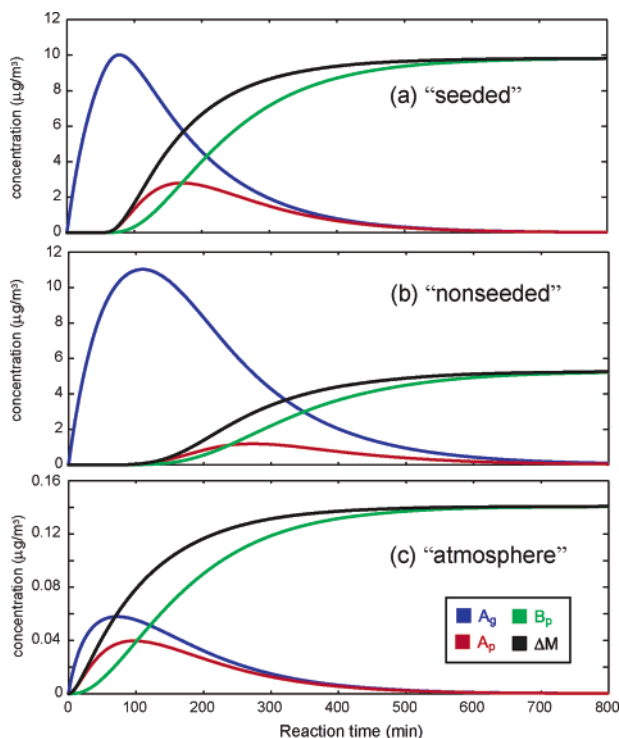 12
10
8
6
4
2
0
concentration (μg/m³)
(a) “seeded”
12
10
8
6
4
2
0
concentration (μg/m³)
(b) “nonseeded”
0.16
0.12
0.08
0.04
0
concentration (μg/m³)
(c) “atmosphere”
Ag Bp
Ap ΔM
0 100 200 300 400 500 600 700 800
Reaction time (min)